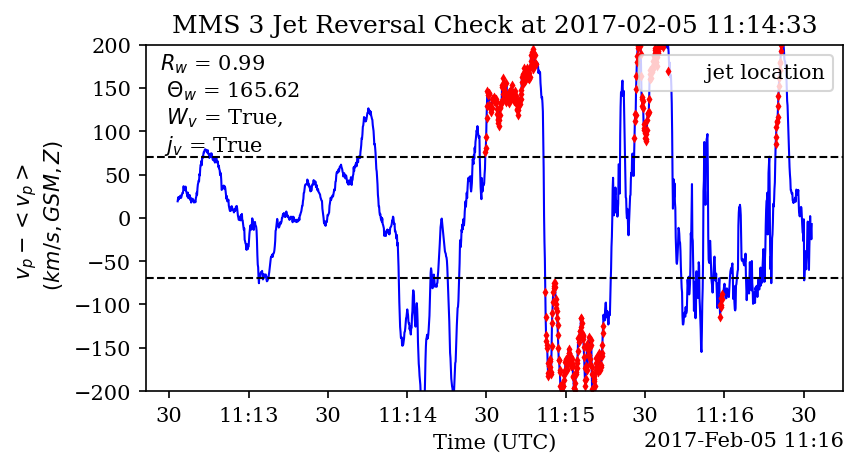 MMS 3 Jet Reversal Check at 2017-02-05 11:14:33
R_w = 0.99
Θ_w = 165.62
W_v = True,
j_v = True
jet location
v_p − < v_p >
(km/s, GSM, Z)
200
150
100
50
0
−50
−100
−150
−200
30 11:13 30 11:14 30 11:15 30 11:16 30
Time (UTC)
2017-Feb-05 11:16